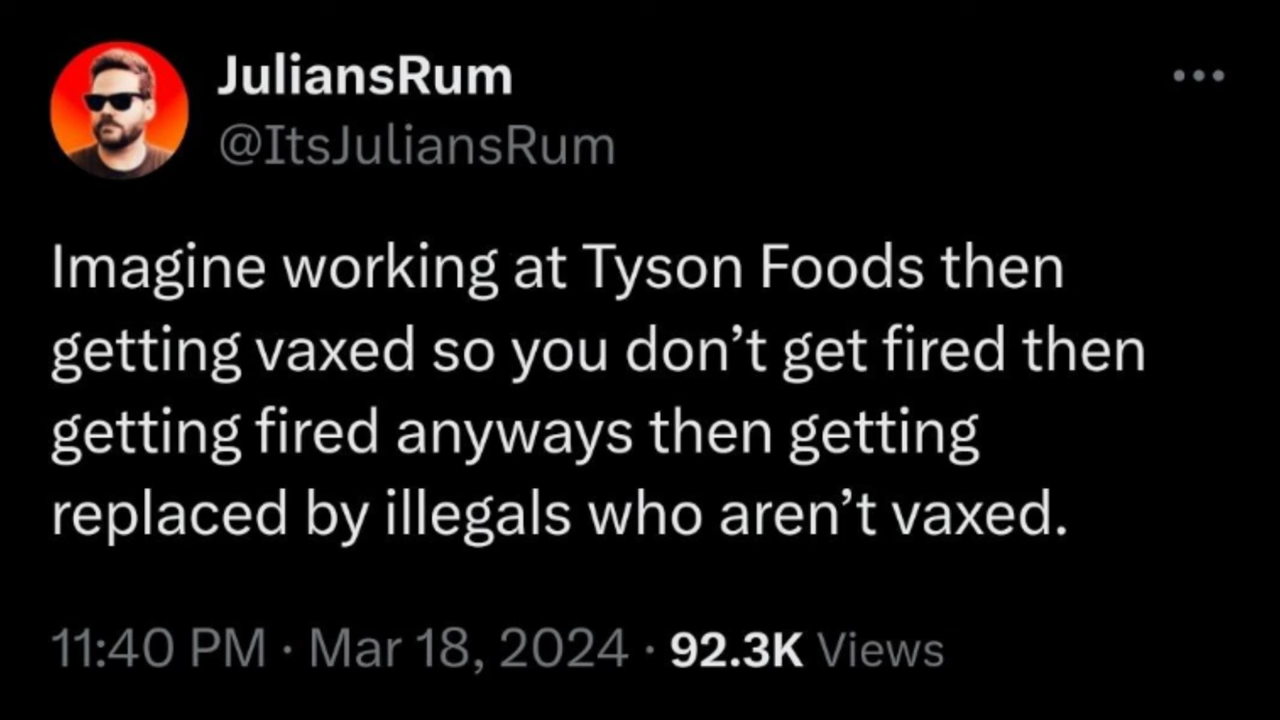 JuliansRum
@ItsJuliansRum
Imagine working at Tyson Foods then
getting vaxed so you don’t get fired then
getting fired anyways then getting
replaced by illegals who aren’t vaxed.
11:40 PM · Mar 18, 2024 · 92.3K Views